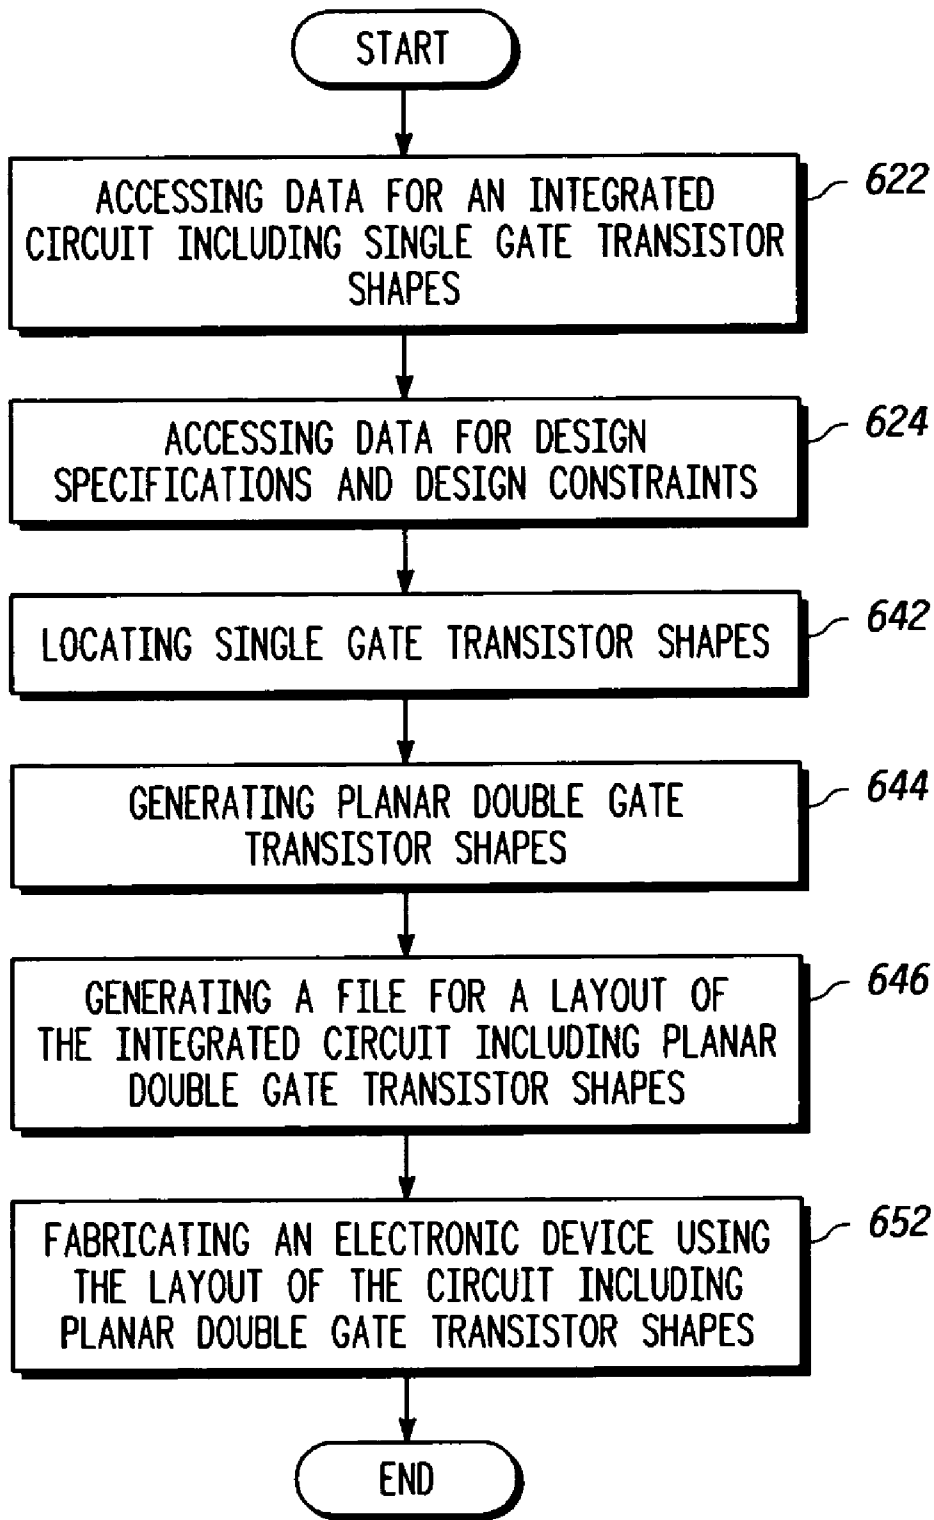 START
ACCESSING DATA FOR AN INTEGRATED
CIRCUIT INCLUDING SINGLE GATE TRANSISTOR
SHAPES
622
ACCESSING DATA FOR DESIGN
SPECIFICATIONS AND DESIGN CONSTRAINTS
624
LOCATING SINGLE GATE TRANSISTOR SHAPES
642
GENERATING PLANAR DOUBLE GATE
TRANSISTOR SHAPES
644
GENERATING A FILE FOR A LAYOUT OF
THE INTEGRATED CIRCUIT INCLUDING PLANAR
DOUBLE GATE TRANSISTOR SHAPES
646
FABRICATING AN ELECTRONIC DEVICE USING
THE LAYOUT OF THE CIRCUIT INCLUDING
PLANAR DOUBLE GATE TRANSISTOR SHAPES
652
END